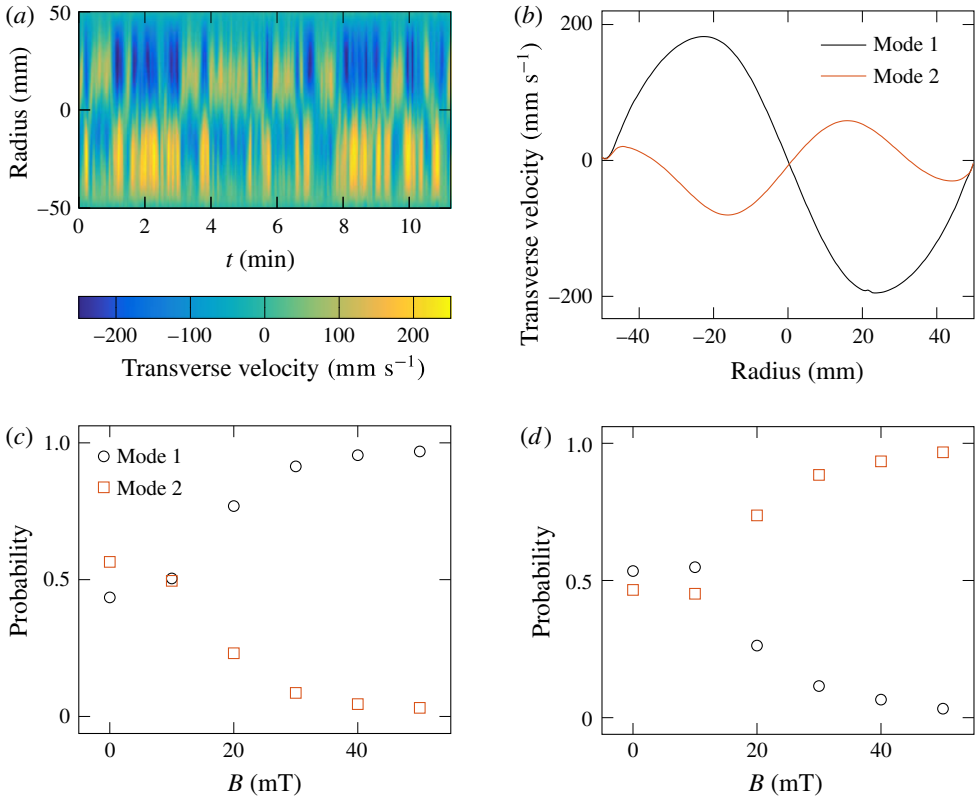 (a)
50
0
−50
Radius (mm)
0 2 4 6 8 10
t (min)
−200 −100 0 100 200
Transverse velocity (mm s−1)
(b)
200
0
−200
Transverse velocity (mm s−1)
Mode 1
Mode 2
−40 −20 0 20 40
Radius (mm)
(c)
1.0
0.5
0
Probability
Mode 1
Mode 2
0 20 40
B (mT)
(d)
1.0
0.5
0
Probability
0 20 40
B (mT)